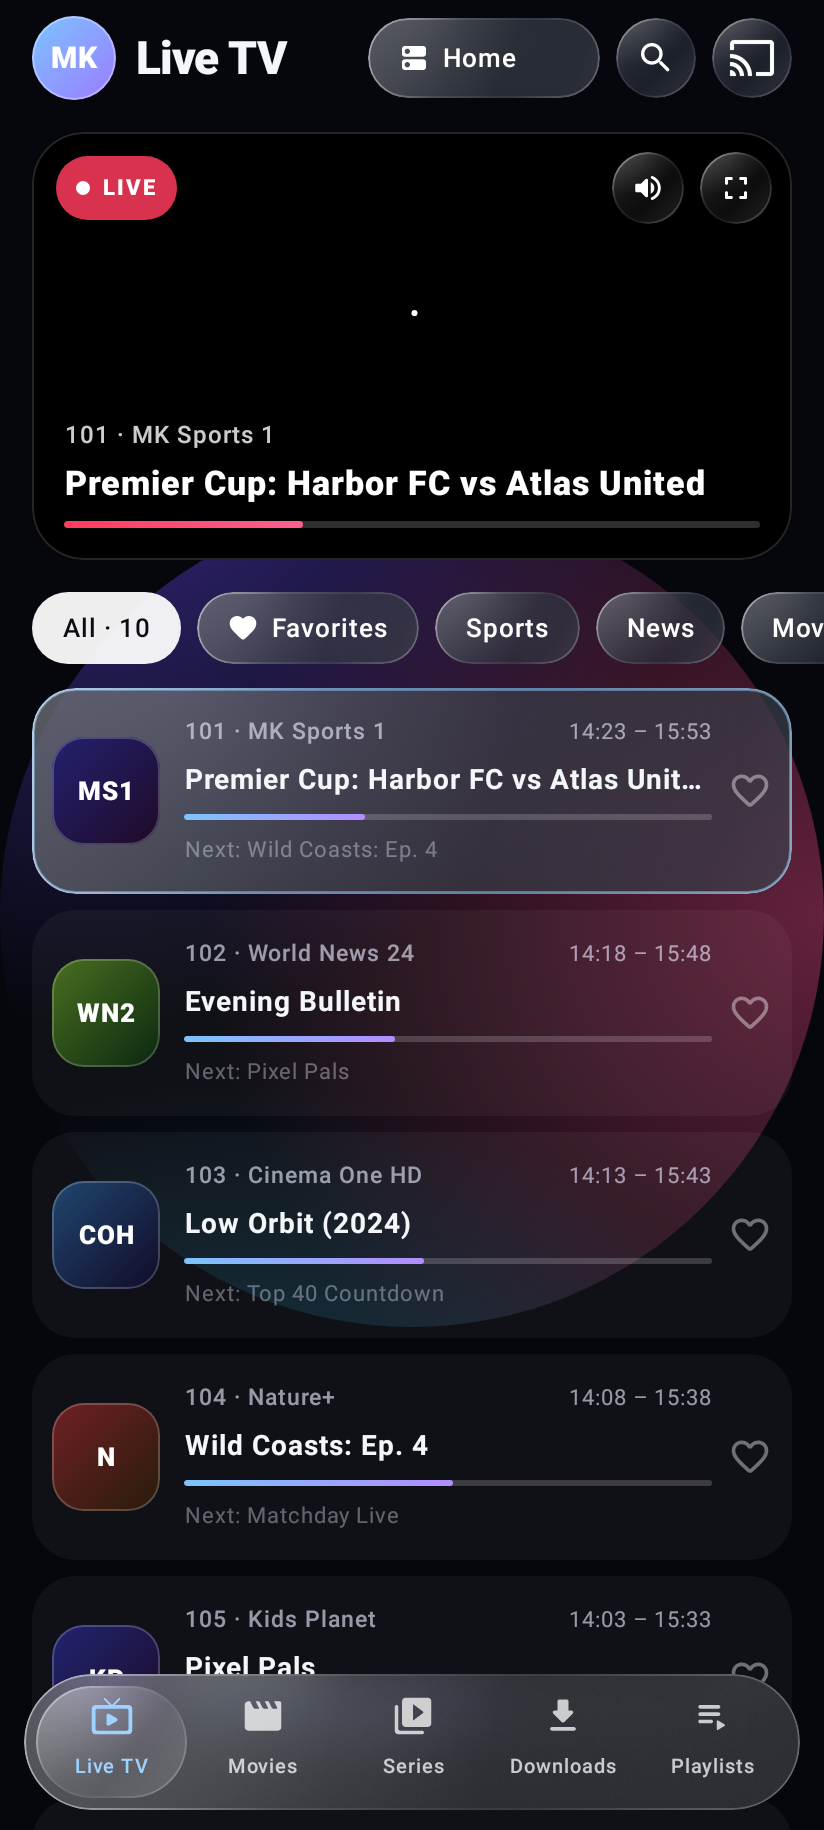 MK Live TV Home
LIVE
101 · MK Sports 1
Premier Cup: Harbor FC vs Atlas United
All · 10 Favorites Sports News Mov
101 · MK Sports 1 14:23 – 15:53
MS1
Premier Cup: Harbor FC vs Atlas Unit...
Next: Wild Coasts: Ep. 4
102 · World News 24 14:18 – 15:48
WN2
Evening Bulletin
Next: Pixel Pals
103 · Cinema One HD 14:13 – 15:43
COH
Low Orbit (2024)
Next: Top 40 Countdown
104 · Nature+ 14:08 – 15:38
N
Wild Coasts: Ep. 4
Next: Matchday Live
105 · Kids Planet 14:03 – 15:33
Pixel Pals
Live TV Movies Series Downloads Playlists